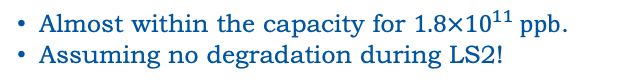 • Almost within the capacity for 1.8×10¹¹ ppb.
• Assuming no degradation during LS2!